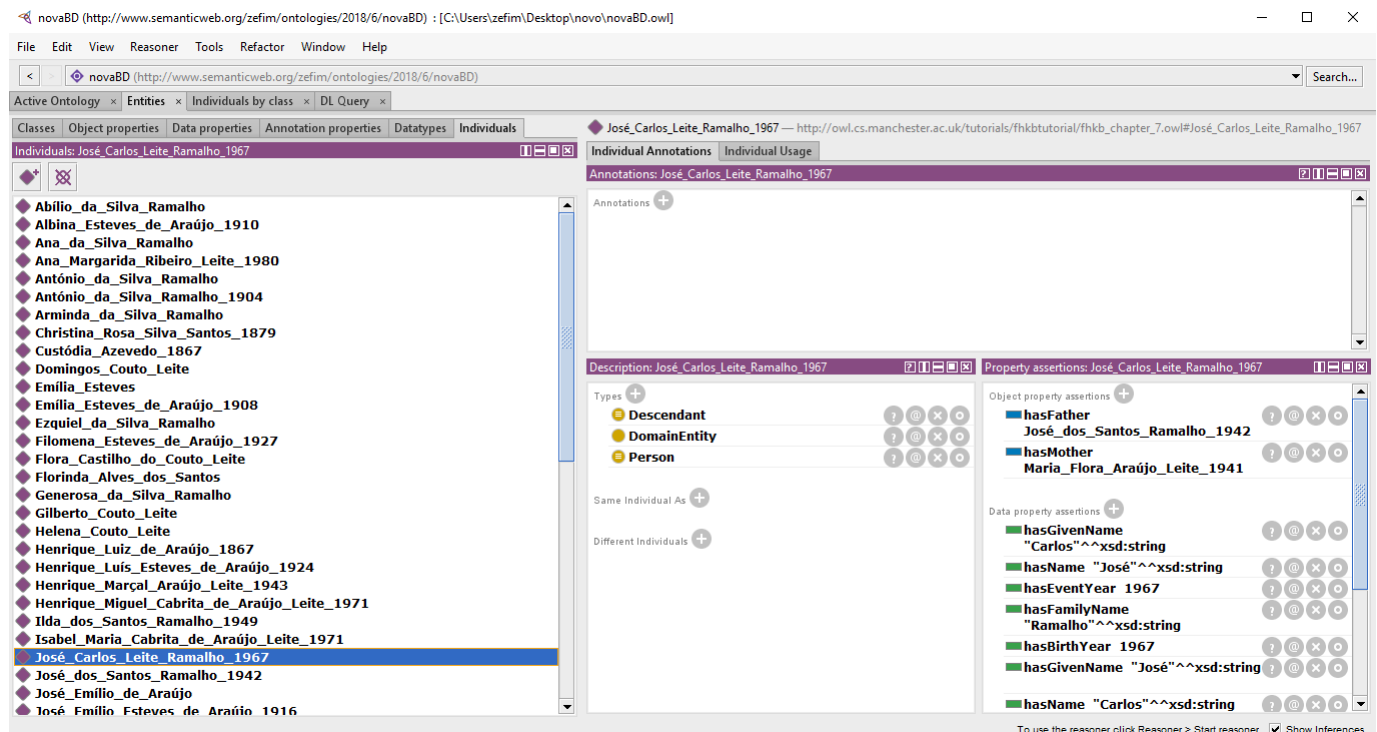 novaBD (http://www.semanticweb.org/zefim/ontologies/2018/6/novaBD) : [C:\Users\zefim\Desktop\novo\novaBD.owl]
File Edit View Reasoner Tools Refactor Window Help
< > novaBD (http://www.semanticweb.org/zefim/ontologies/2018/6/novaBD) Search...
Active Ontology × Entities × Individuals by class × DL Query ×
Classes Object properties Data properties Annotation properties Datatypes Individuals
Individuals: José_Carlos_Leite_Ramalho_1967
Abílio_da_Silva_Ramalho
Albina_Esteves_de_Araújo_1910
Ana_da_Silva_Ramalho
Ana_Margarida_Ribeiro_Leite_1980
António_da_Silva_Ramalho
António_da_Silva_Ramalho_1904
Arminda_da_Silva_Ramalho
Christina_Rosa_Silva_Santos_1879
Custódia_Azevedo_1867
Domingos_Couto_Leite
Emília_Esteves
Emília_Esteves_de_Araújo_1908
Ezquiel_da_Silva_Ramalho
Filomena_Esteves_de_Araújo_1927
Flora_Castilho_do_Couto_Leite
Florinda_Alves_dos_Santos
Generosa_da_Silva_Ramalho
Gilberto_Couto_Leite
Helena_Couto_Leite
Henrique_Luiz_de_Araújo_1867
Henrique_Luís_Esteves_de_Araújo_1924
Henrique_Marçal_Araújo_Leite_1943
Henrique_Miguel_Cabrita_de_Araújo_Leite_1971
Ilda_dos_Santos_Ramalho_1949
Isabel_Maria_Cabrita_de_Araújo_Leite_1971
José_Carlos_Leite_Ramalho_1967
José_dos_Santos_Ramalho_1942
José_Emílio_de_Araújo
José_Emílio_Esteves_de_Araújo_1916
José_Carlos_Leite_Ramalho_1967 — http://owl.cs.manchester.ac.uk/tutorials/fhkbtutorial/fhkb_chapter_7.owl#José_Carlos_Leite_Ramalho_1967
Individual Annotations Individual Usage
Annotations: José_Carlos_Leite_Ramalho_1967
Annotations
Description: José_Carlos_Leite_Ramalho_1967
Types
Descendant
DomainEntity
Person
Same Individual As
Different Individuals
Property assertions: José_Carlos_Leite_Ramalho_1967
Object property assertions
hasFather
José_dos_Santos_Ramalho_1942
hasMother
Maria_Flora_Araújo_Leite_1941
Data property assertions
hasGivenName
"Carlos"^^xsd:string
hasName "José"^^xsd:string
hasEventYear 1967
hasFamilyName
"Ramalho"^^xsd:string
hasBirthYear 1967
hasGivenName "José"^^xsd:string
hasName "Carlos"^^xsd:string
To use the reasoner click Reasoner > Start reasoner Show Inferences